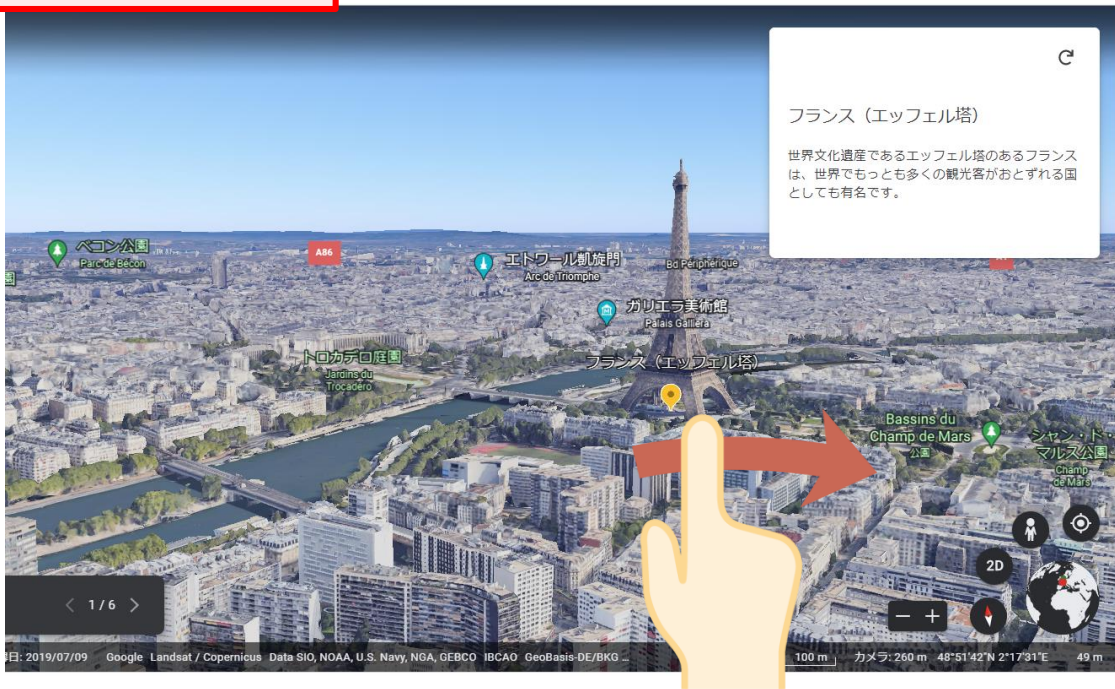 フランス（エッフェル塔）
世界文化遺産であるエッフェル塔のあるフランス
は、世界でもっとも多くの観光客がおとずれる国
としても有名です。
ベコン公園
Parc de Bécon
A86
エトワール凱旋門
Arc de Triomphe
Bd Périphérique
ガリエラ美術館
Palais Galliera
トロカデロ庭園
Jardins du
Trocadéro
フランス（エッフェル塔）
Bassins du
Champ de Mars
公園
シャン・ド・
マルス公園
Champ
de Mars
園
2D
1/6
日: 2019/07/09 Google Landsat / Copernicus Data SIO, NOAA, U.S. Navy, NGA, GEBCO IBCAO GeoBasis-DE/BKG ...
100 m カメラ: 260 m 48°51'42"N 2°17'31"E 49 m